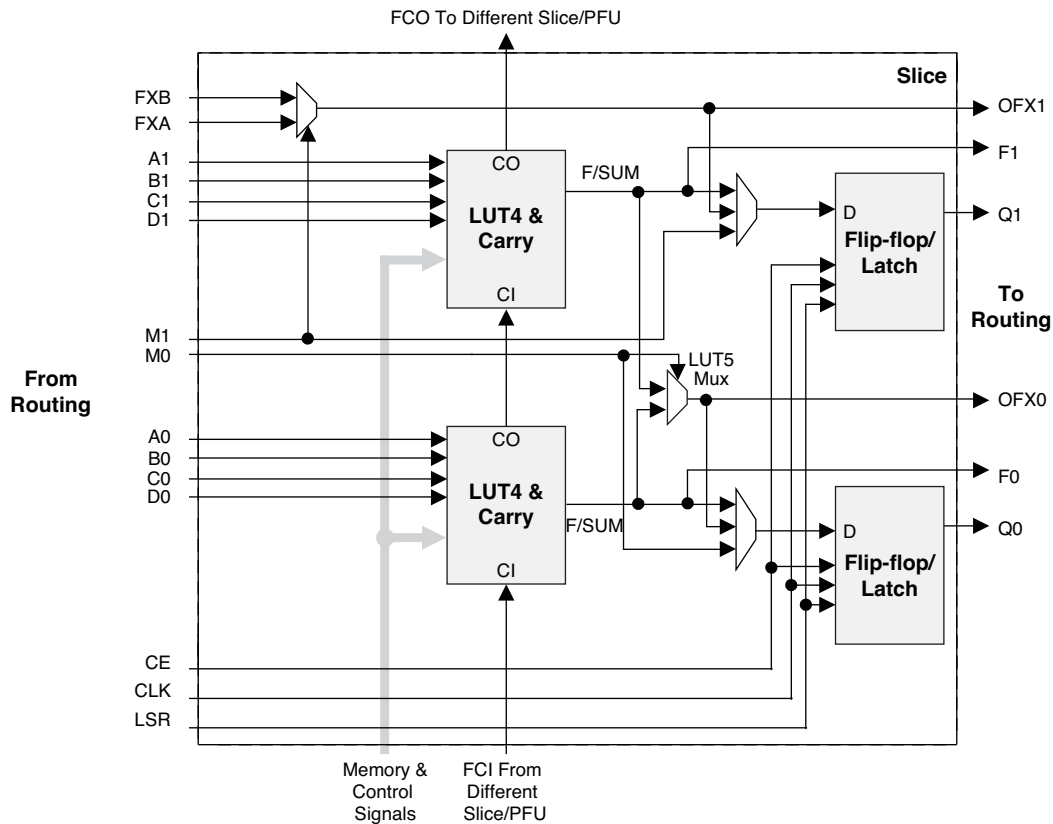 FCO To Different Slice/PFU
Slice
FXB
FXA
OFX1
F1
A1
B1
C1
D1
CO
LUT4 &
Carry
CI
F/SUM
D
Flip-flop/
Latch
Q1
To
Routing
M1
M0
From
Routing
LUT5
Mux
OFX0
A0
B0
C0
D0
CO
LUT4 &
Carry
CI
F/SUM
F0
D
Flip-flop/
Latch
Q0
CE
CLK
LSR
Memory &
Control
Signals
FCI From
Different
Slice/PFU